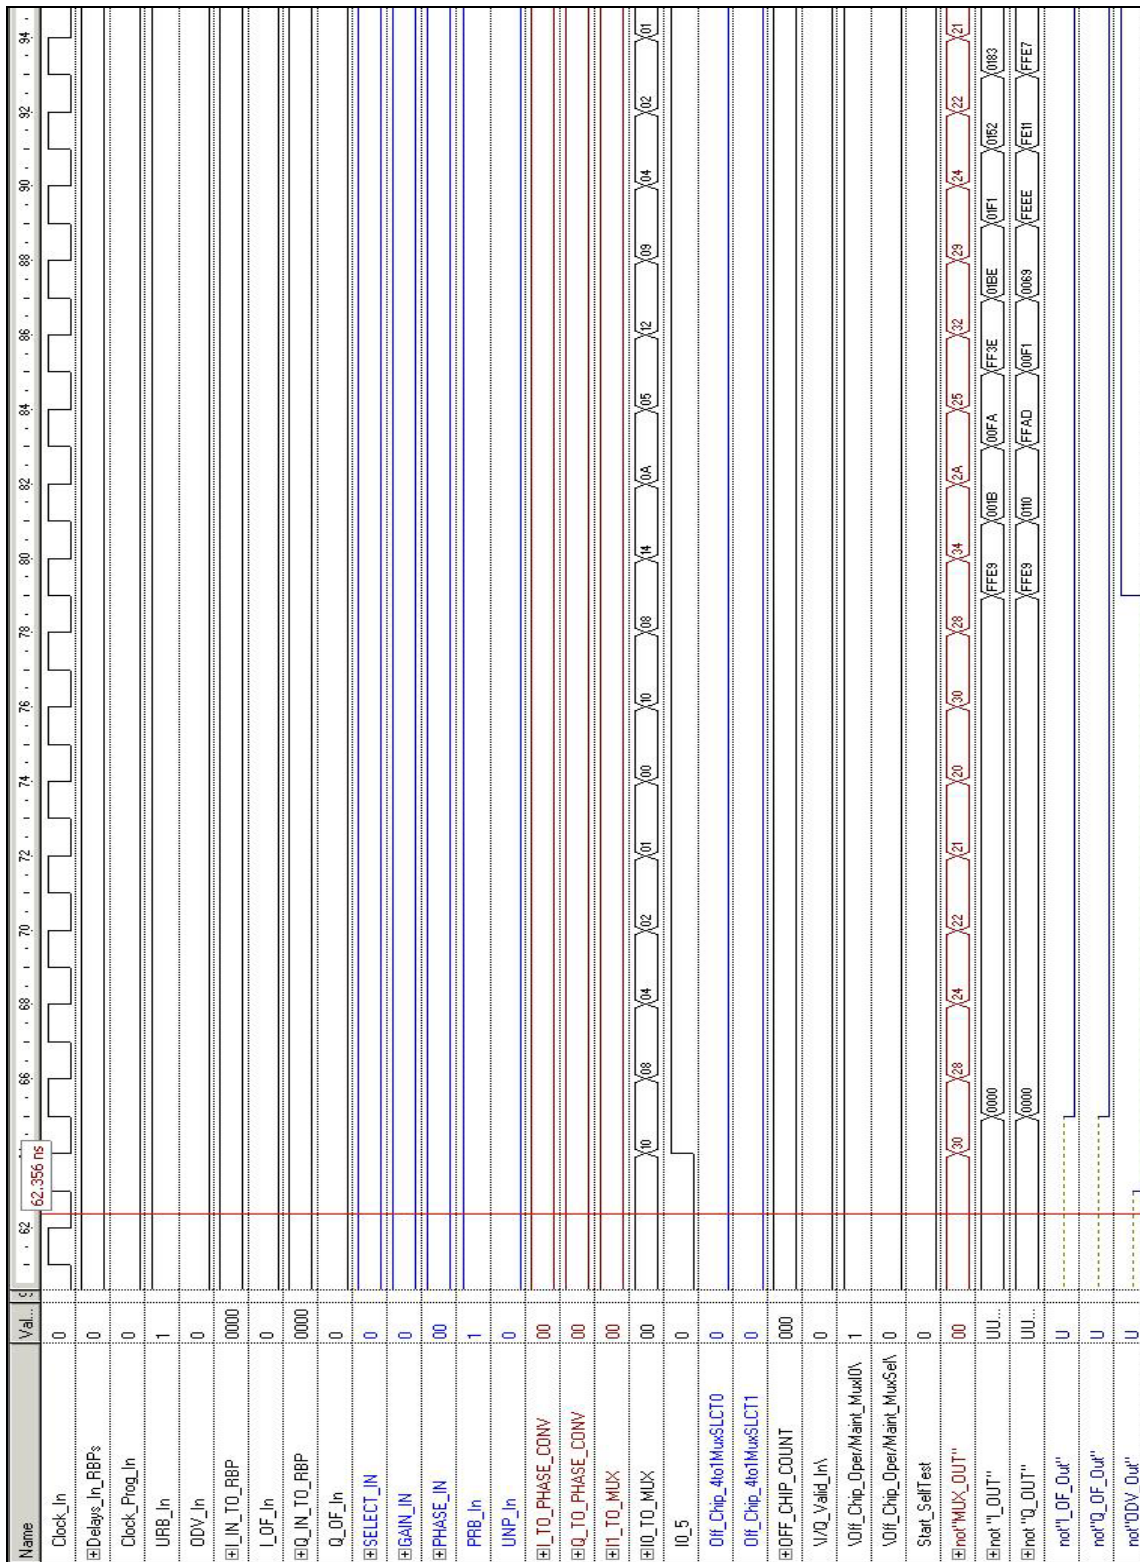 Name Val... S 62 66 68 70 72 74 76 78 80 82 84 86 88 90 92 94
62.356 ns
Clock_In 0
Delays_In_RBPs 0
Clock_Prog_In 0
URB_In 1
ODV_In 0
I_IN_TO_RBP 0000
I_OF_In 0
Q_IN_TO_RBP 0000
Q_OF_In 0
SELECT_IN 0
GAIN_IN 0
PHASE_IN 00
PRB_In 1
UNP_In 0
I_TO_PHASE_CONV 00
Q_TO_PHASE_CONV 00
I1_TO_MUX 00
I0_TO_MUX 00 10 08 04 02 01 00 10 08 14 0A 05 12 09 04 02 01
I0_5 0
Off_Chip_4to1MuxSLCT0 0
Off_Chip_4to1MuxSLCT1 0
OFF_CHIP_COUNT 000
\I/Q_Valid_In\ 0
\Off_Chip_Oper/Maint_MuxI0\ 1
\Off_Chip_Oper/Maint_MuxSel\ 0
Start_SelfTest 0
not"MUX_OUT" 00 30 28 24 22 21 20 30 28 34 2A 25 32 29 24 22 21
not "I_OUT" UU... 0000 FFE9 001B 00FA FF3E 01BE 01F1 0152 0183
not "Q_OUT" UU... 0000 FFE9 0110 FFAD 00F1 0069 FEEE FE11 FFE7
not"I_OF_Out" U
not"Q_OF_Out" U
not"ODV_Out" U